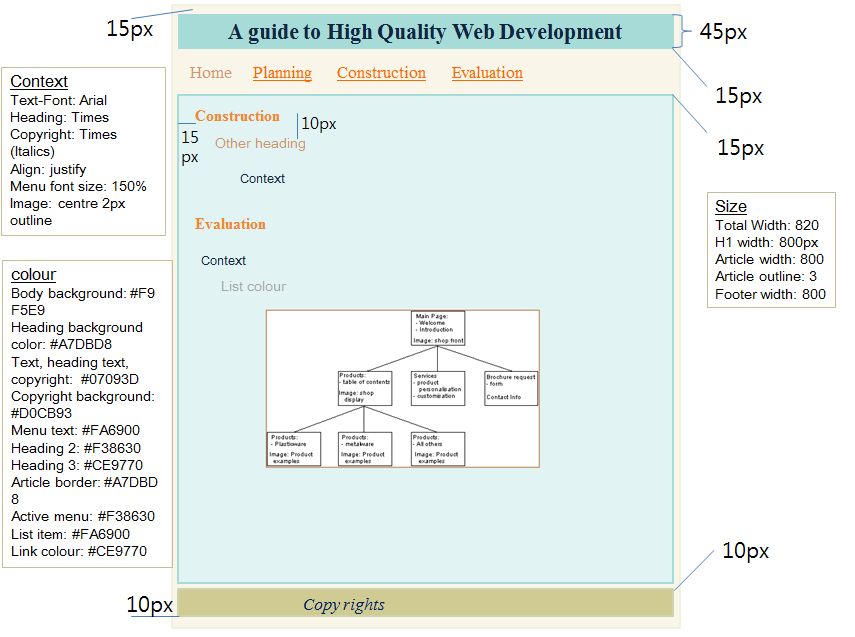 15px
A guide to High Quality Web Development
45px
Home Planning Construction Evaluation
15px
15px
Context
Text-Font: Arial
Heading: Times
Copyright: Times
(Italics)
Align: justify
Menu font size: 150%
Image: centre 2px
outline
Construction
10px
15
px
Other heading
Context
Evaluation
Context
List colour
Size
Total Width: 820
H1 width: 800px
Article width: 800
Article outline: 3
Footer width: 800
colour
Body background: #F9
F5E9
Heading background
color: #A7DBD8
Text, heading text,
copyright: #07093D
Copyright background:
#D0CB93
Menu text: #FA6900
Heading 2: #F38630
Heading 3: #CE9770
Article border: #A7DBD
8
Active menu: #F38630
List item: #FA6900
Link colour: #CE9770
Main Page:
- Welcome
- Introduction
Image: shop front
Products:
- table of contents
Image: shop
display
Services
- product
personalisation
- customisation
Brochure request
- form
Contact Info
Products:
- Plasticware
Image: Product
examples
Products:
- metalware
Image: Product
examples
Products:
- All others
Image: Product
examples
10px
10px
Copyrights